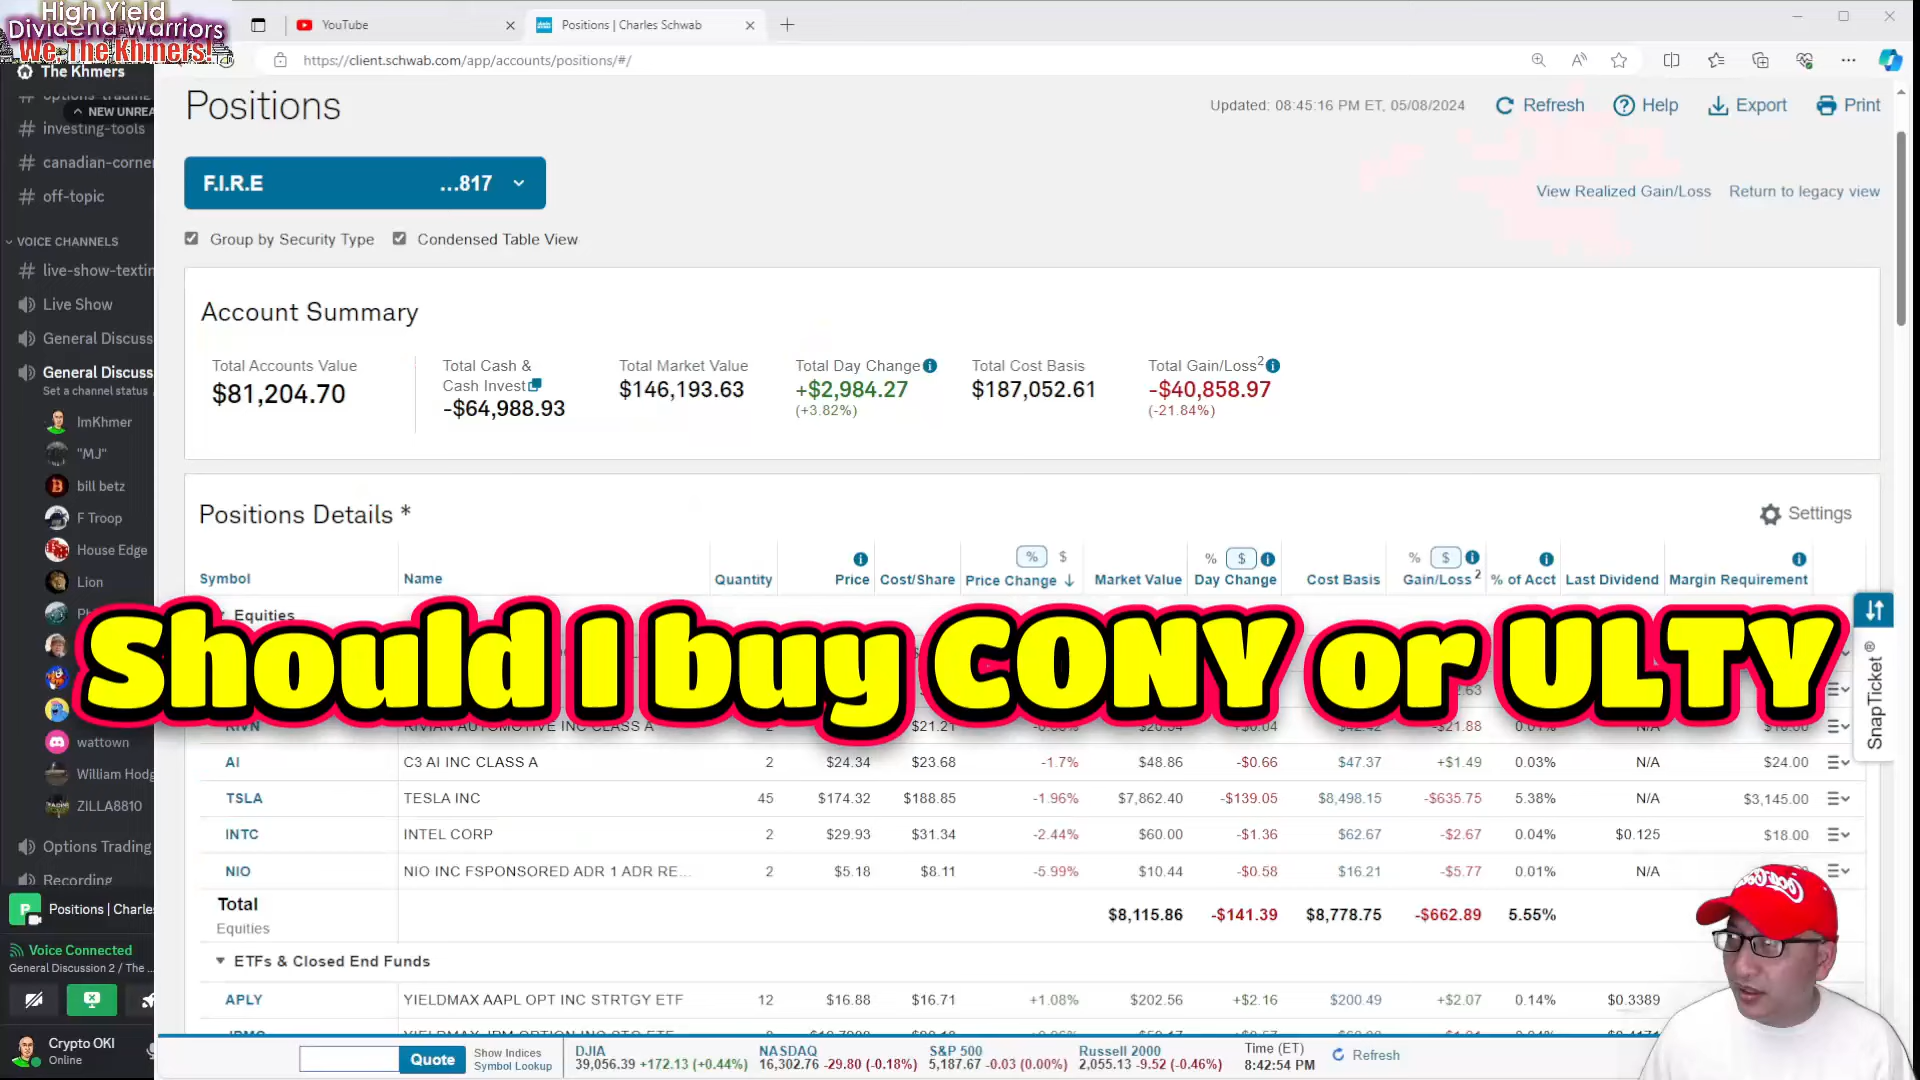 High Yield
Dividend Warriors
We The Khmers!
YouTube
Positions | Charles Schwab
https://client.schwab.com/app/accounts/positions/#/
The Khmers
NEW UNREA
investing-tools
canadian-corner
off-topic
VOICE CHANNELS
live-show-textin
Live Show
General Discuss
General Discuss
Set a channel status
ImKhmer
"MJ"
bill betz
F Troop
House Edge
Lion
wattown
William Hodg
ZILLA8810
Options Trading
Recording
Positions | Charles
Voice Connected
General Discussion 2 / The ...
Crypto OKI
Online
Positions
Updated: 08:45:16 PM ET, 05/08/2024
Refresh
Help
Export
Print
F.I.R.E ...817
View Realized Gain/Loss
Return to legacy view
Group by Security Type
Condensed Table View
Account Summary
Total Accounts Value
$81,204.70
Total Cash &
Cash Invest
-$64,988.93
Total Market Value
$146,193.63
Total Day Change
+$2,984.27
(+3.82%)
Total Cost Basis
$187,052.61
Total Gain/Loss2
-$40,858.97
(-21.84%)
Positions Details *
Settings
% $ % $ % $
Symbol Name Quantity Price Cost/Share Price Change Market Value Day Change Cost Basis Gain/Loss2 % of Acct Last Dividend Margin Requirement
Equities
Should I buy CONY or ULTY
RIVN RIVIAN AUTOMOTIVE INC CLASS A $21.21 -$21.88 0.01% N/A
AI C3 AI INC CLASS A 2 $24.34 $23.68 -1.7% $48.86 -$0.66 $47.37 +$1.49 0.03% N/A $24.00
TSLA TESLA INC 45 $174.32 $188.85 -1.96% $7,862.40 -$139.05 $8,498.15 -$635.75 5.38% N/A $3,145.00
INTC INTEL CORP 2 $29.93 $31.34 -2.44% $60.00 -$1.36 $62.67 -$2.67 0.04% $0.125 $18.00
NIO NIO INC FSPONSORED ADR 1 ADR RE... 2 $5.18 $8.11 -5.99% $10.44 -$0.58 $16.21 -$5.77 0.01% N/A
Total
Equities
$8,115.86 -$141.39 $8,778.75 -$662.89 5.55%
ETFs & Closed End Funds
APLY YIELDMAX AAPL OPT INC STRTGY ETF 12 $16.88 $16.71 +1.08% $202.56 +$2.16 $200.49 +$2.07 0.14% $0.3389
SnapTicket®
Quote
Show Indices
Symbol Lookup
DJIA
39,056.39 +172.13 (+0.44%)
NASDAQ
16,302.76 -29.80 (-0.18%)
S&P 500
5,187.67 -0.03 (0.00%)
Russell 2000
2,055.13 -9.52 (-0.46%)
Time (ET)
8:42:54 PM
Refresh